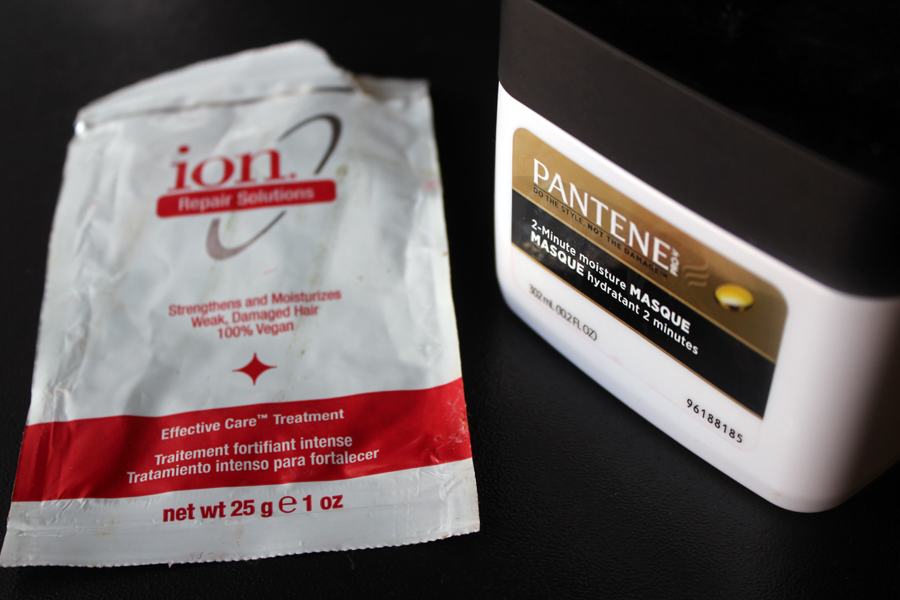 ion.
Repair Solutions
Strengthens and Moisturizes
Weak, Damaged Hair
100% Vegan
Effective Care™ Treatment
Traitement fortifiant intense
Tratamiento intenso para fortalecer
net wt 25 g e 1 oz
PANTENE PRO-V
DO THE STYLE, NOT THE DAMAGE™
2-Minute moisture MASQUE
MASQUE hydratant 2 minutes
302 mL (10.2 FL OZ)
96188185